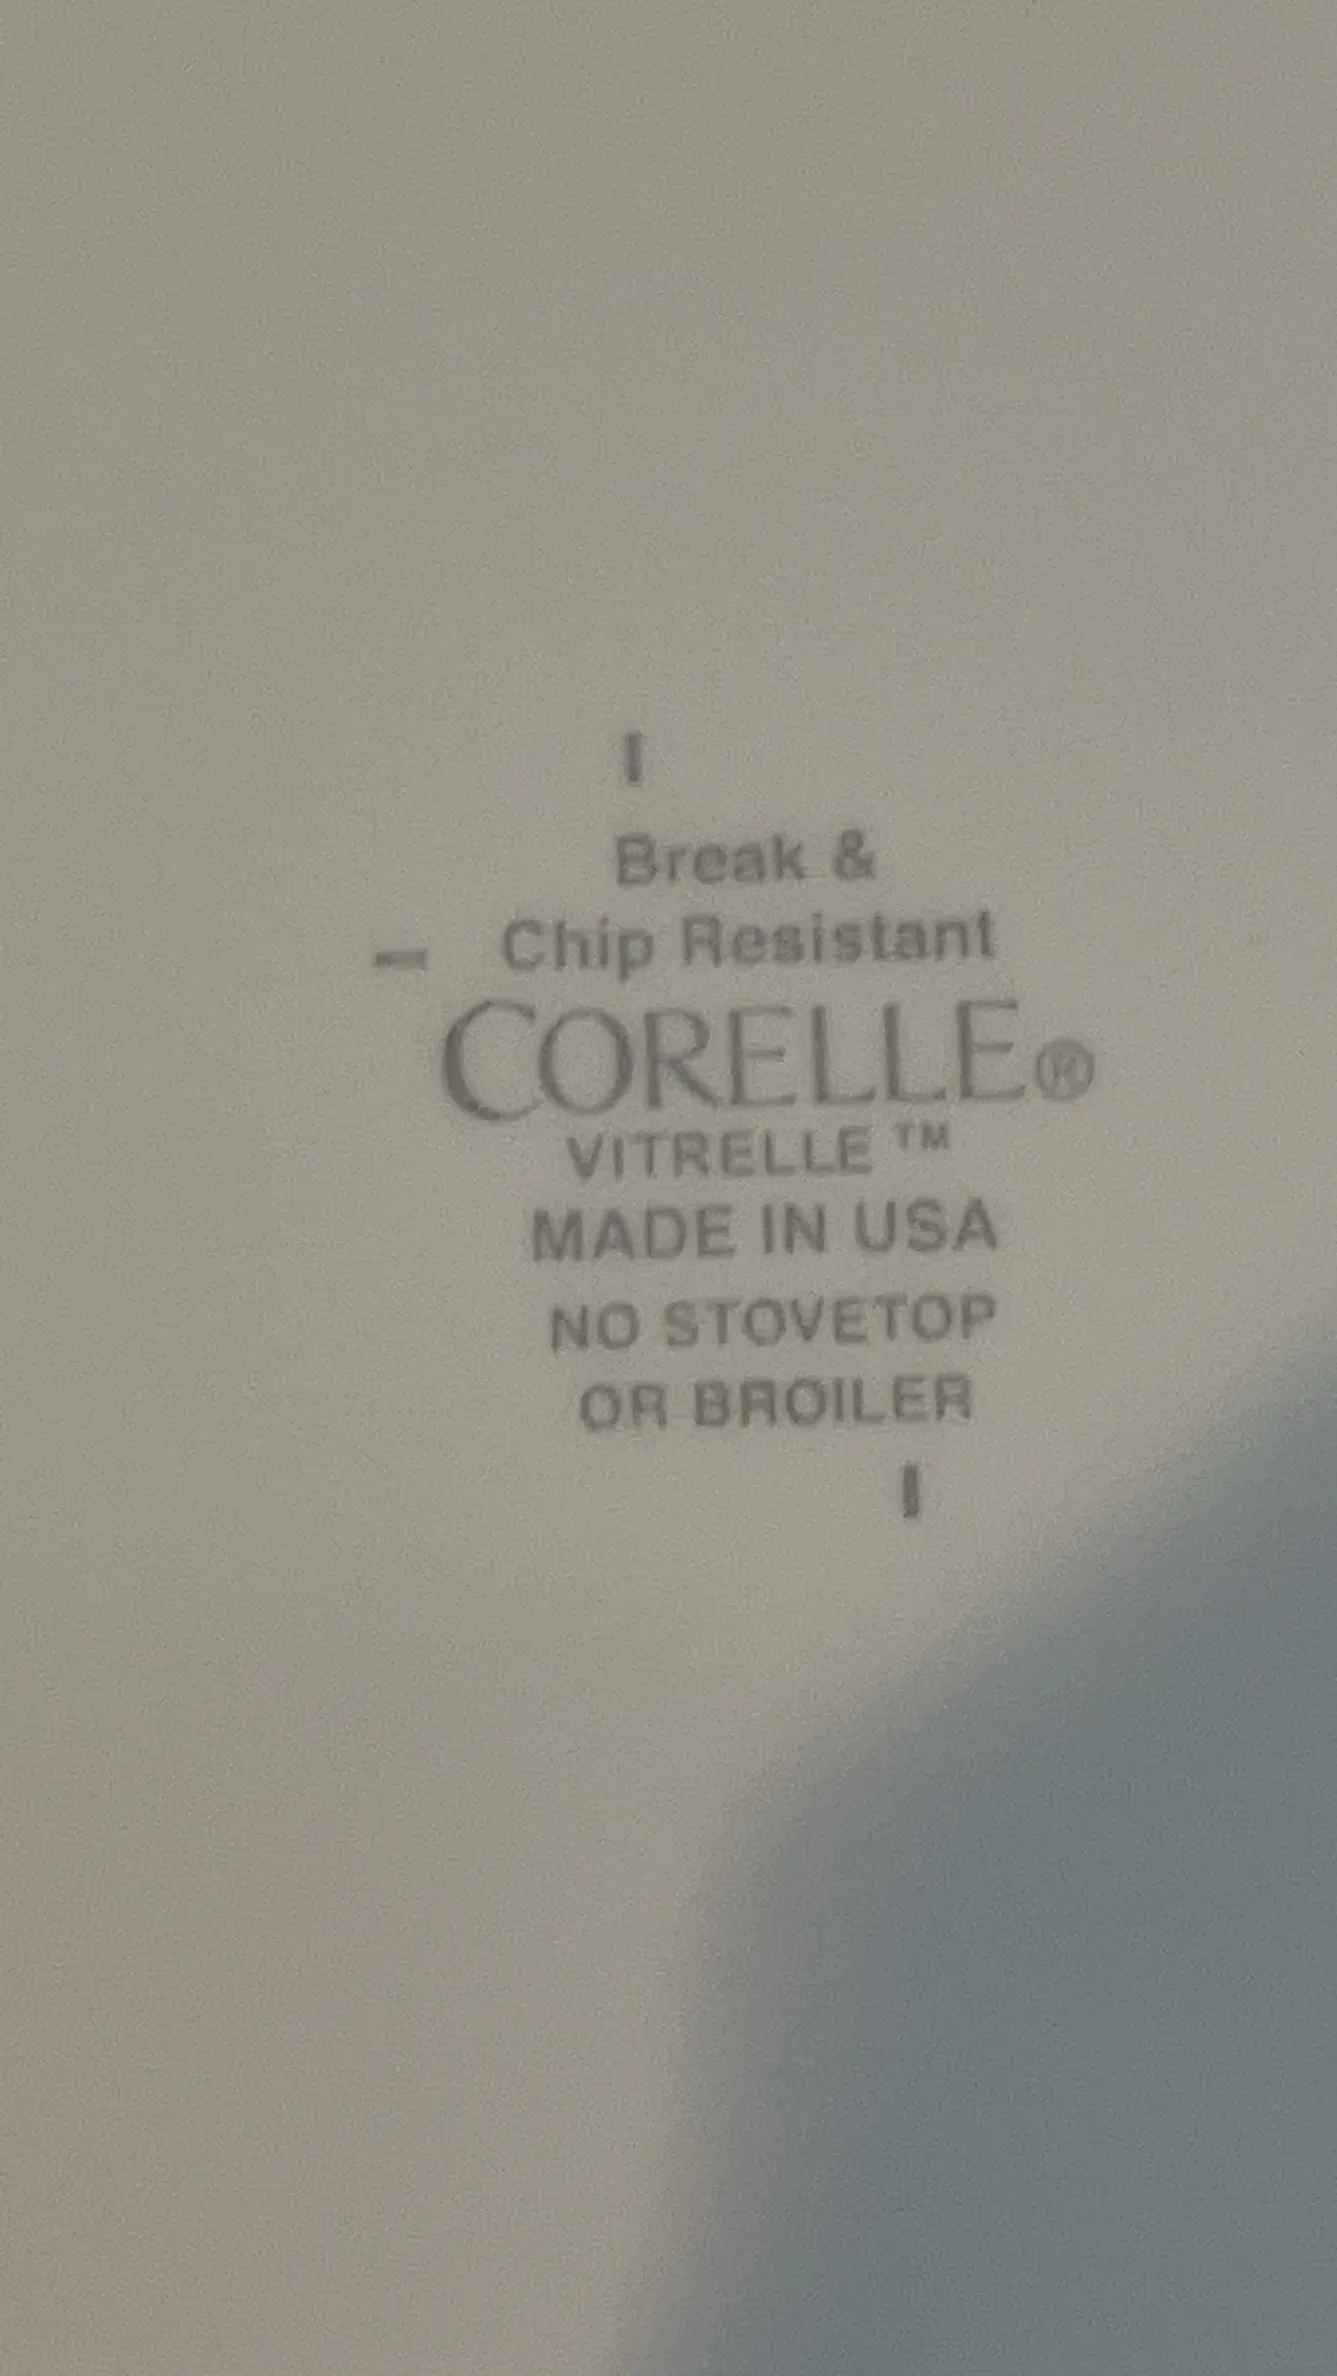 Break &
Chip Resistant
CORELLE®
VITRELLE™
MADE IN USA
NO STOVETOP
OR BROILER